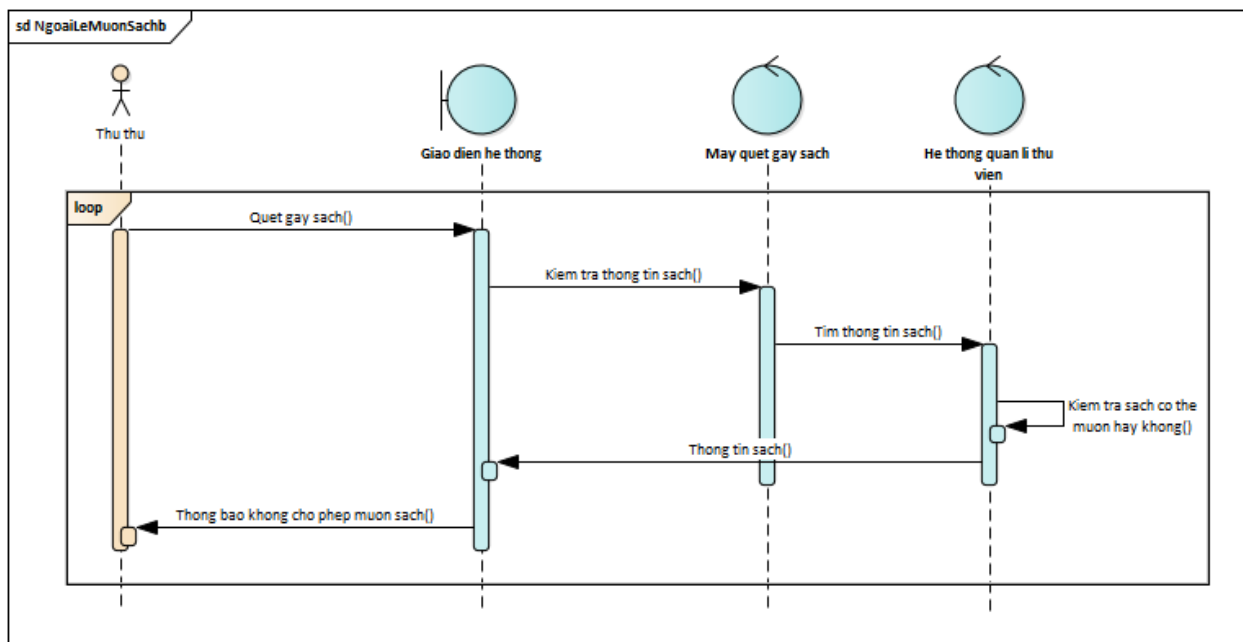 sd NgoaiLeMuonSachb
Thu thu
Giao dien he thong
May quet gay sach
He thong quan li thu
vien
loop
Quet gay sach()
Kiem tra thong tin sach()
Tim thong tin sach()
Kiem tra sach co the
muon hay khong()
Thong tin sach()
Thong bao khong cho phep muon sach()